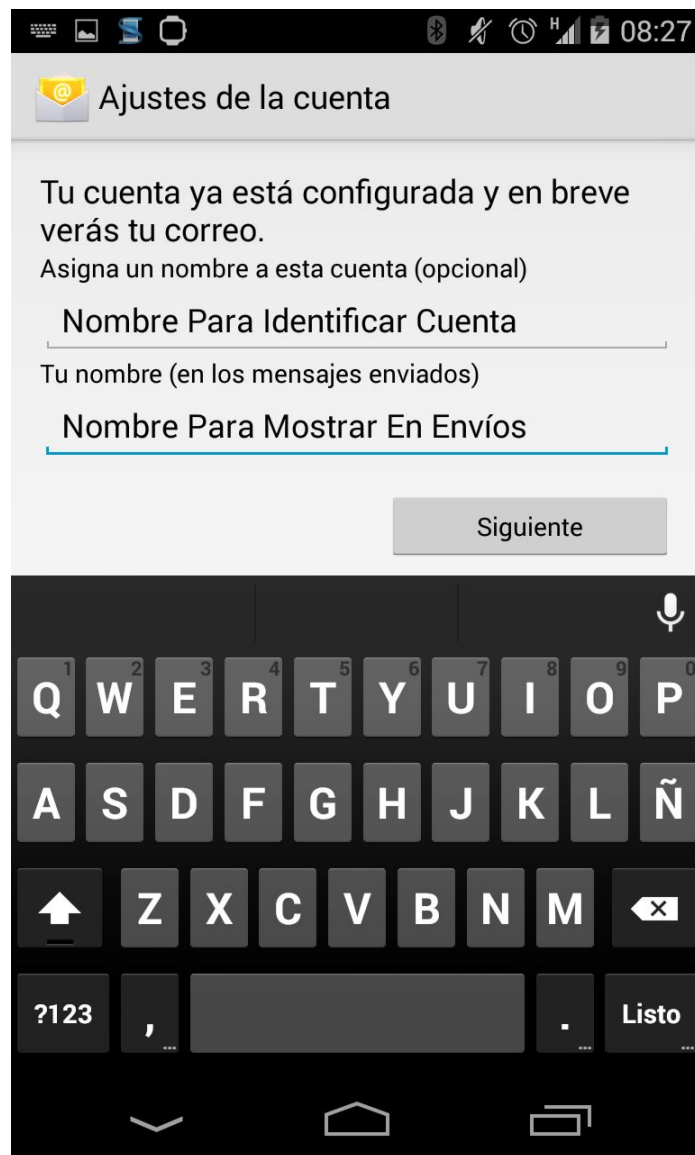 H 08:27
Ajustes de la cuenta
Tu cuenta ya está configurada y en breve
verás tu correo.
Asigna un nombre a esta cuenta (opcional)
Nombre Para Identificar Cuenta
Tu nombre (en los mensajes enviados)
Nombre Para Mostrar En Envíos
Siguiente
1 2 3 4 5 6 7 8 9 0
Q W E R T Y U I O P
A S D F G H J K L Ñ
Z X C V B N M
?123 , . Listo